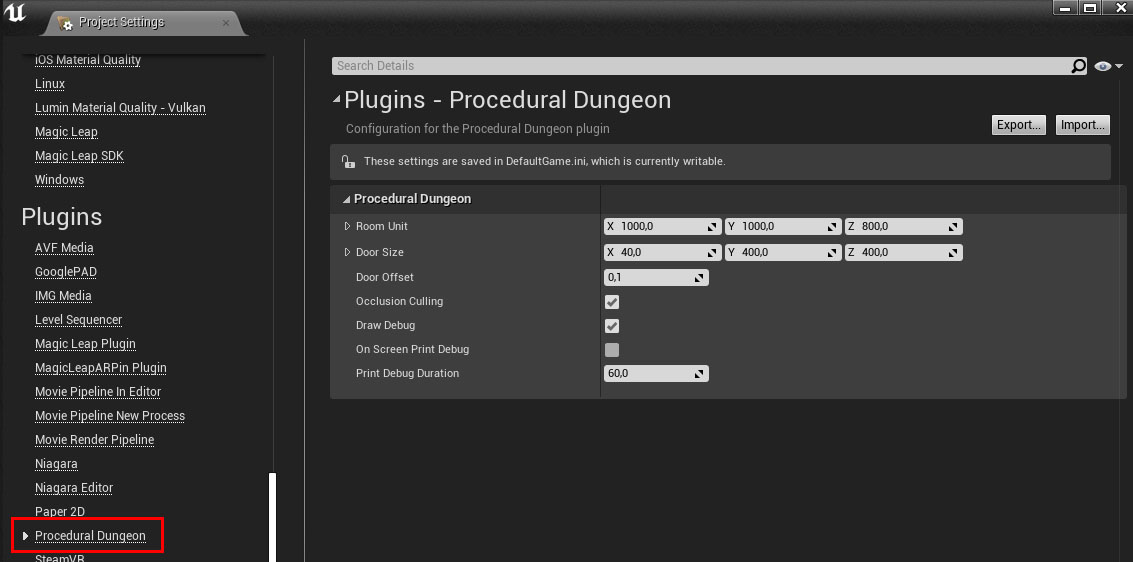 Project Settings
iOS Material Quality
Linux
Lumin Material Quality - Vulkan
Magic Leap
Magic Leap SDK
Windows
Plugins
AVF Media
GooglePAD
IMG Media
Level Sequencer
Magic Leap Plugin
MagicLeapARPin Plugin
Movie Pipeline In Editor
Movie Pipeline New Process
Movie Render Pipeline
Niagara
Niagara Editor
Paper 2D
Procedural Dungeon
SteamVR
Search Details
Plugins - Procedural Dungeon
Configuration for the Procedural Dungeon plugin
Export... Import...
These settings are saved in DefaultGame.ini, which is currently writable.
Procedural Dungeon
Room Unit X 1000,0 Y 1000,0 Z 800,0
Door Size X 40,0 Y 400,0 Z 400,0
Door Offset 0,1
Occlusion Culling
Draw Debug
On Screen Print Debug
Print Debug Duration 60,0